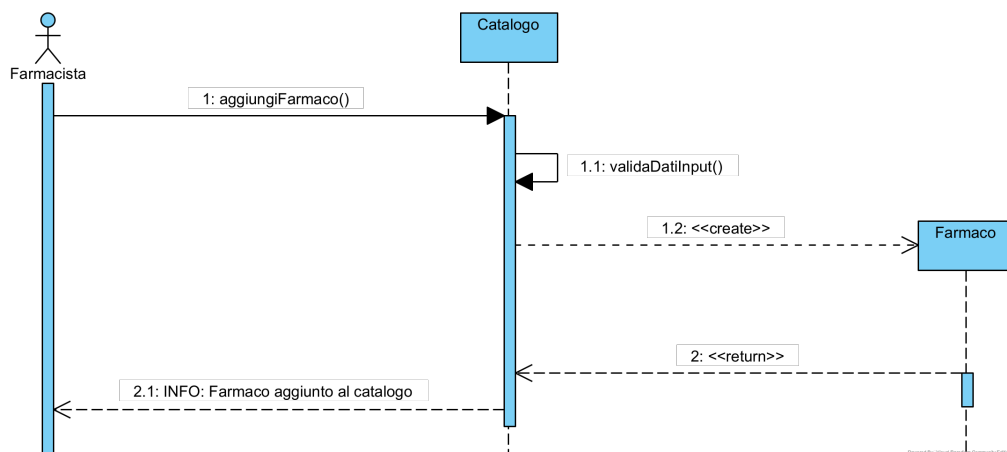 Catalogo
Farmacista
1: aggiungiFarmaco()
1.1: validaDatiInput()
1.2: <<create>>
Farmaco
2: <<return>>
2.1: INFO: Farmaco aggiunto al catalogo